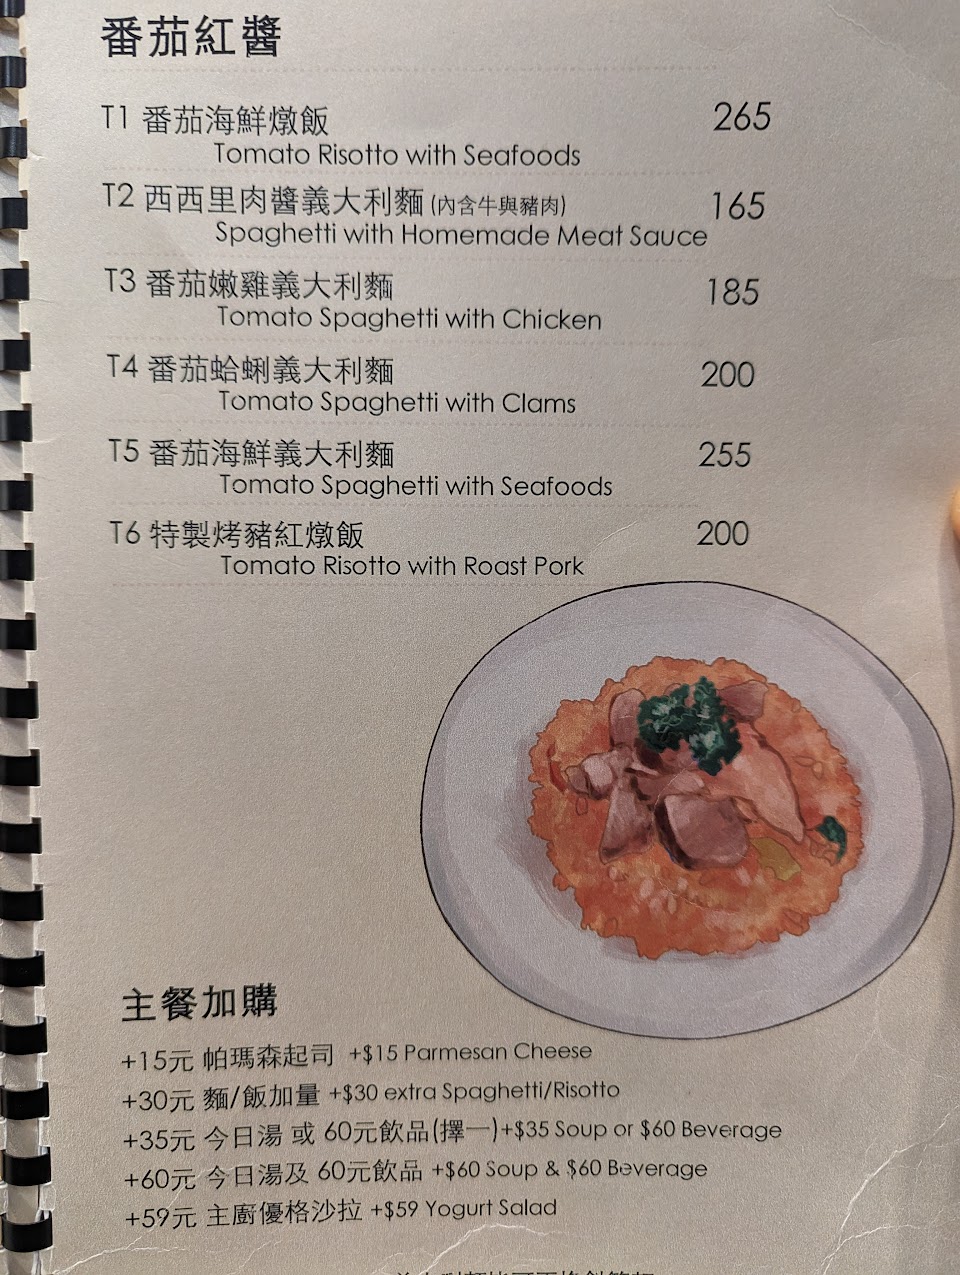 番茄紅醬
T1 番茄海鮮燉飯 265
Tomato Risotto with Seafoods
T2 西西里肉醬義大利麵 (內含牛與豬肉) 165
Spaghetti with Homemade Meat Sauce
T3 番茄嫩雞義大利麵 185
Tomato Spaghetti with Chicken
T4 番茄蛤蜊義大利麵 200
Tomato Spaghetti with Clams
T5 番茄海鮮義大利麵 255
Tomato Spaghetti with Seafoods
T6 特製烤豬紅燉飯 200
Tomato Risotto with Roast Pork
主餐加購
+15元 帕瑪森起司 +$15 Parmesan Cheese
+30元 麵/飯加量 +$30 extra Spaghetti/Risotto
+35元 今日湯 或 60元飲品(擇一)+$35 Soup or $60 Beverage
+60元 今日湯及 60元飲品 +$60 Soup & $60 Beverage
+59元 主廚優格沙拉 +$59 Yogurt Salad